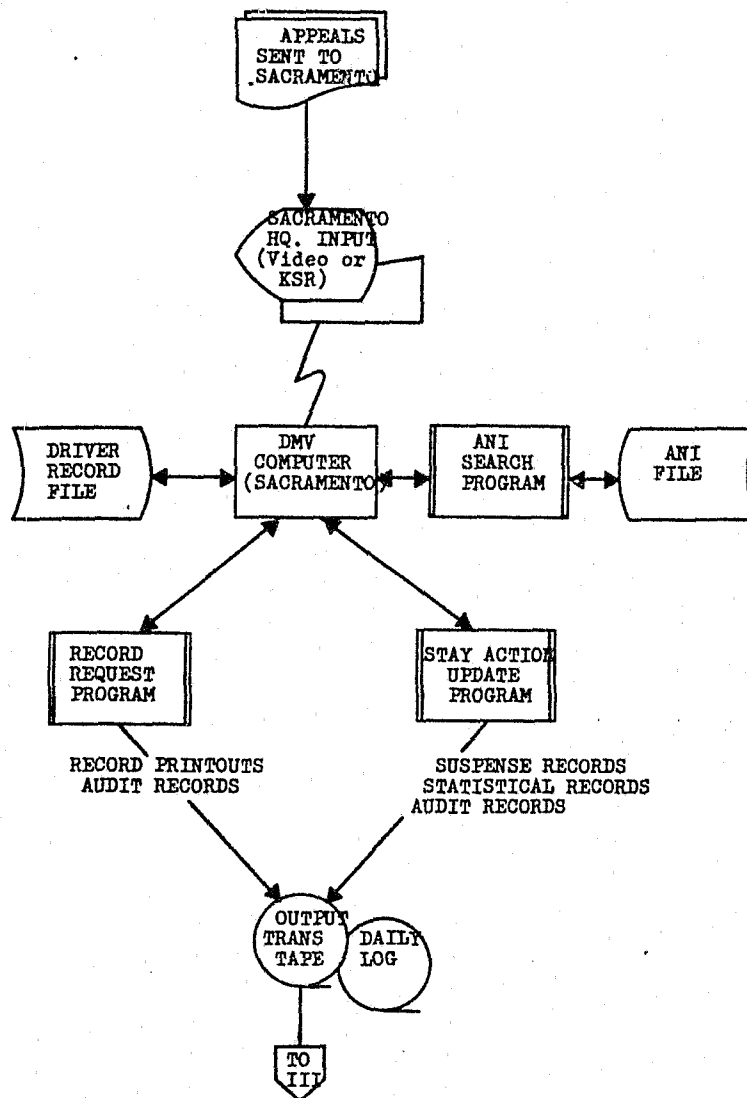 APPEALS
SENT TO
SACRAMENTO
SACRAMENTO
HQ. INPUT
(Video or
KSR)
DRIVER
RECORD
FILE
DMV
COMPUTER
(SACRAMENTO)
ANI
SEARCH
PROGRAM
ANI
FILE
RECORD
REQUEST
PROGRAM
STAY ACTION
UPDATE
PROGRAM
RECORD PRINTOUTS
AUDIT RECORDS
SUSPENSE RECORDS
STATISTICAL RECORDS
AUDIT RECORDS
OUTPUT
TRANS
TAPE
DAILY
LOG
TO
III